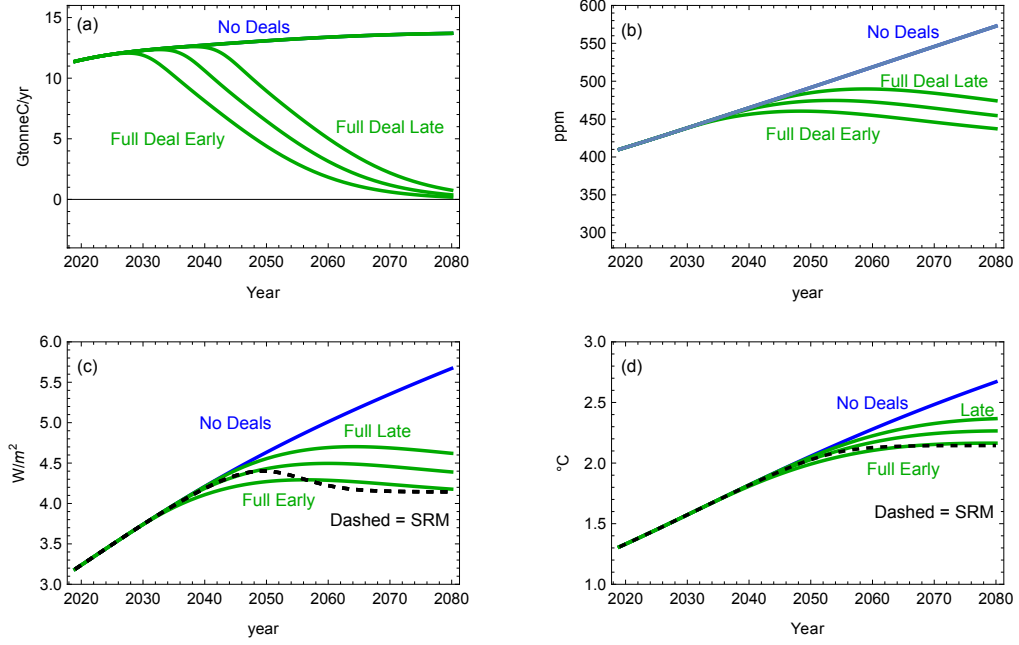 (a)
No Deals
Full Deal Early
Full Deal Late
GtonneC/yr
15
10
5
0
2020 2030 2040 2050 2060 2070 2080
Year
(b)
No Deals
Full Deal Late
Full Deal Early
ppm
600
550
500
450
400
350
300
2020 2030 2040 2050 2060 2070 2080
year
(c)
No Deals
Full Late
Full Early
Dashed = SRM
W/m²
6.0
5.5
5.0
4.5
4.0
3.5
3.0
2020 2030 2040 2050 2060 2070 2080
year
(d)
No Deals
Late
Full Early
Dashed = SRM
°C
3.0
2.5
2.0
1.5
1.0
2020 2030 2040 2050 2060 2070 2080
Year